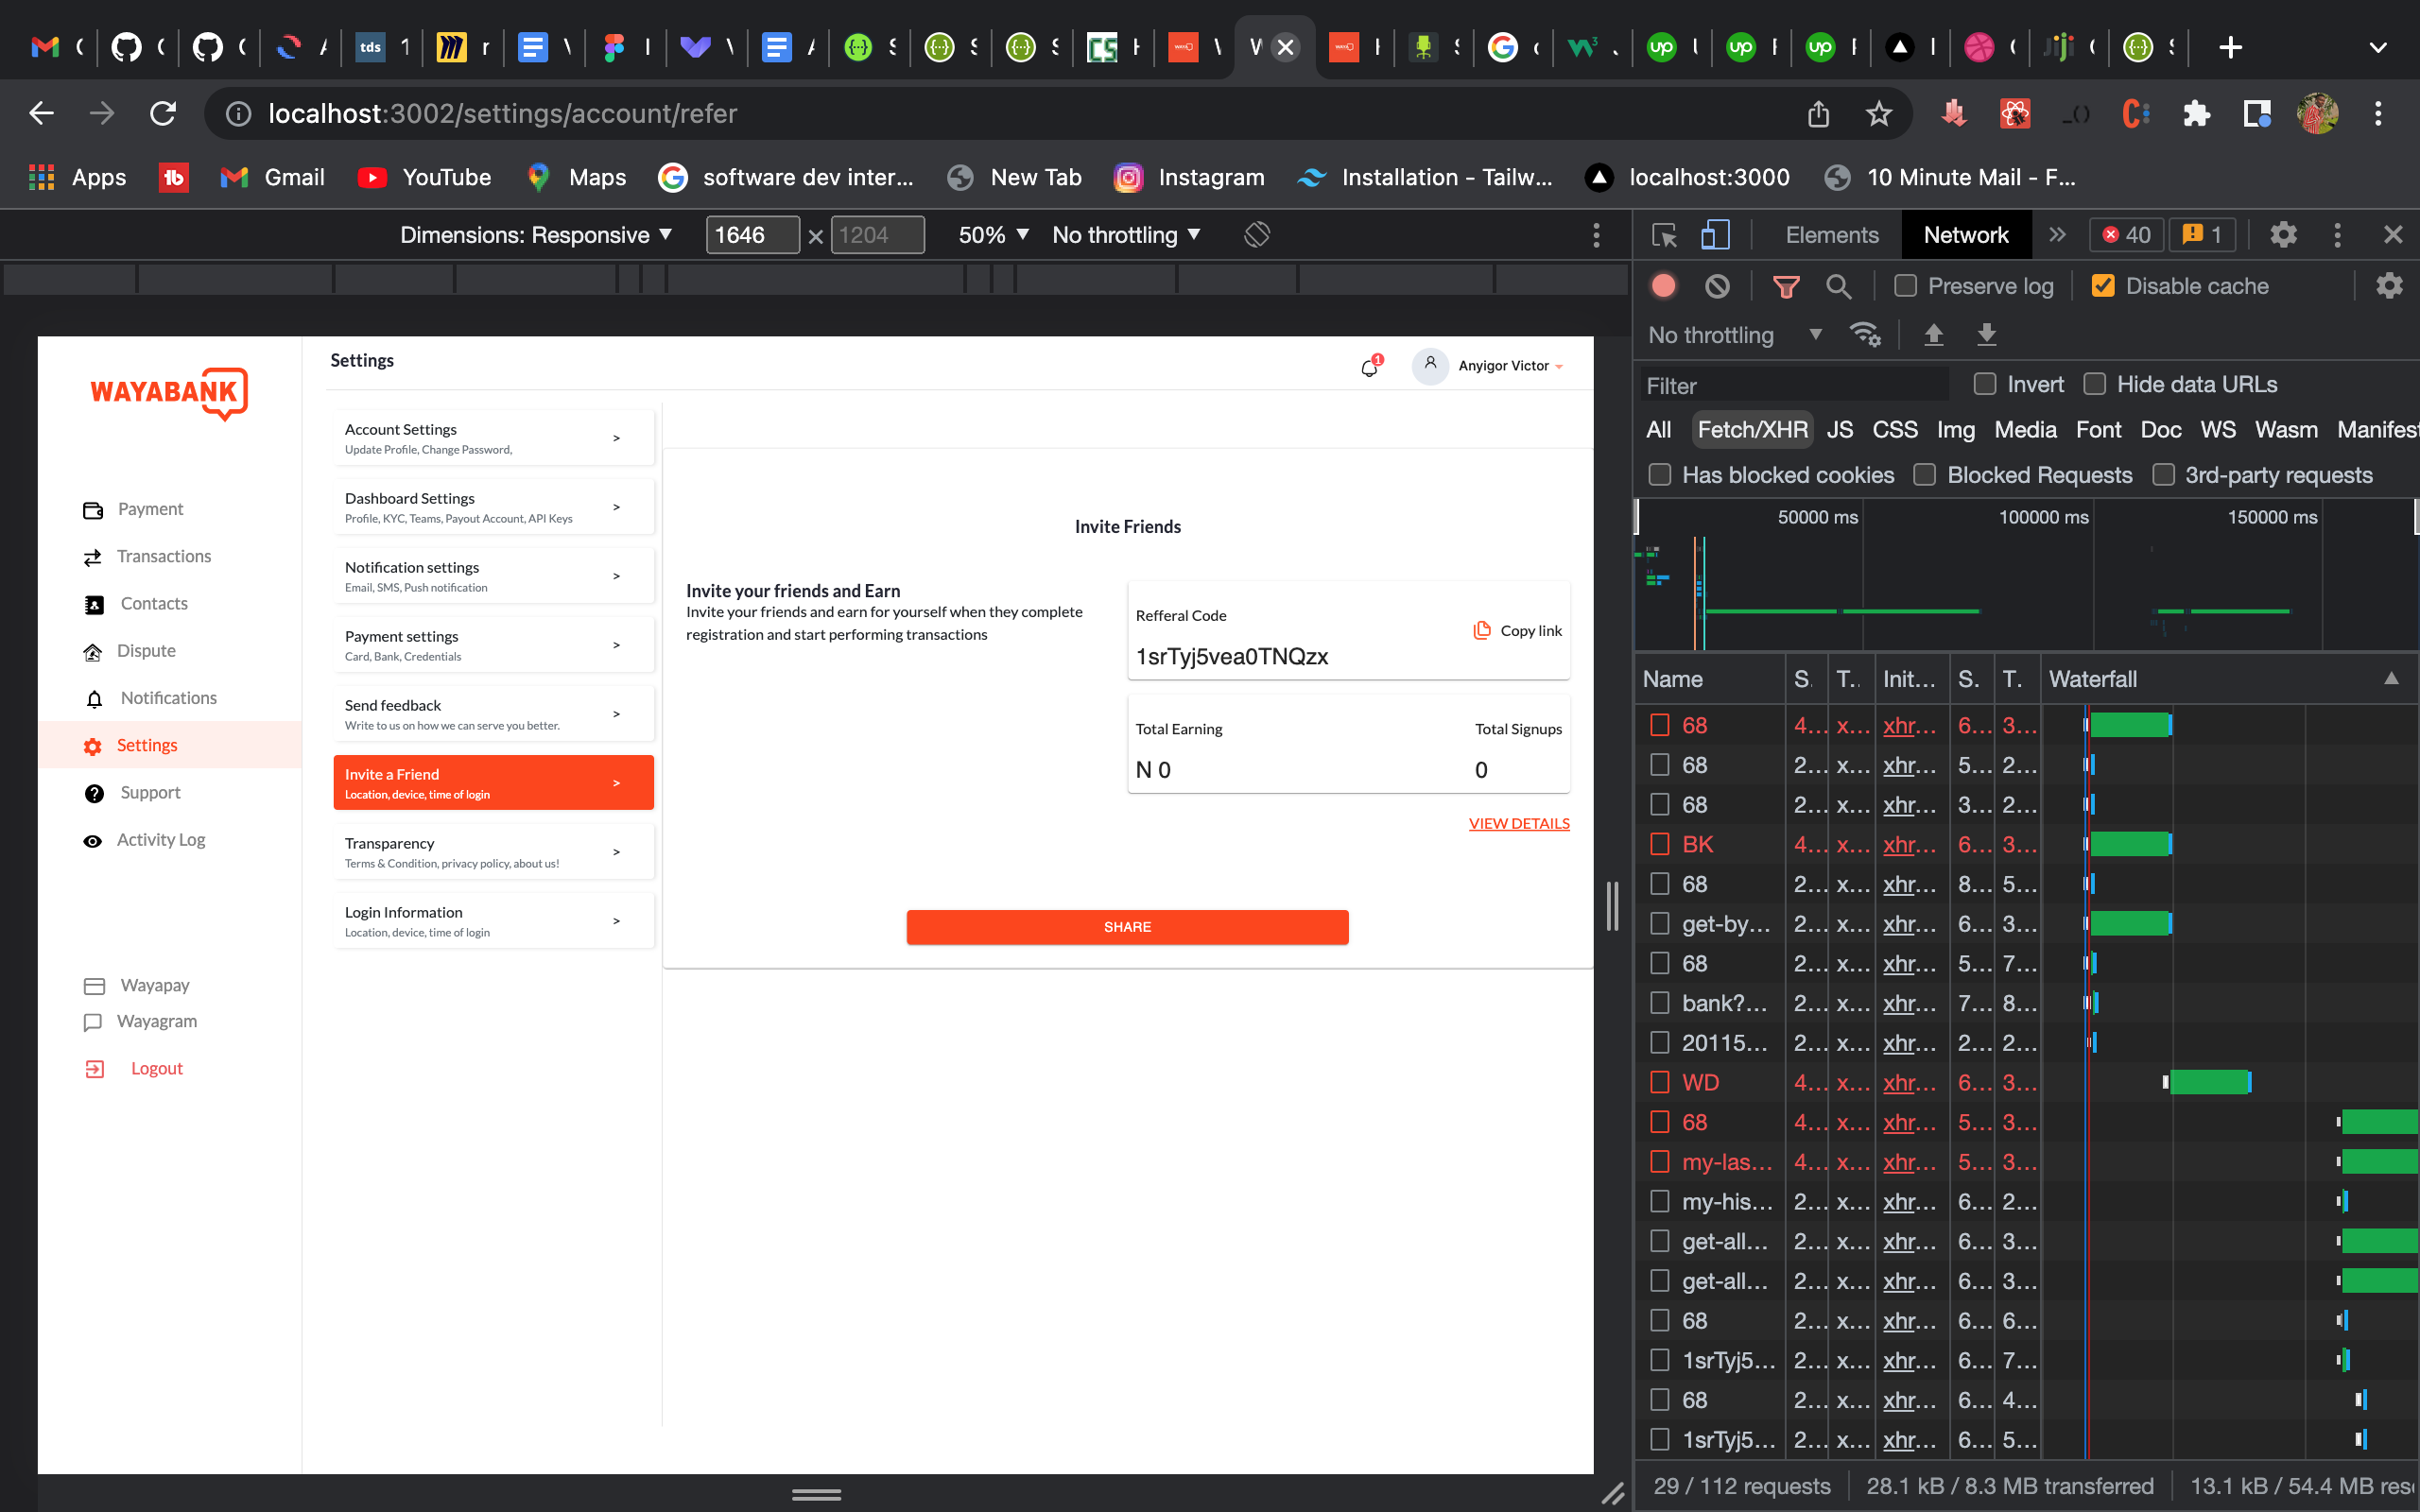 tds
localhost:3002/settings/account/refer
Apps
Gmail
YouTube
Maps
software dev inter...
New Tab
Instagram
Installation - Tailw...
localhost:3000
10 Minute Mail - F...
Dimensions: Responsive ▼ 1646 × 1204 50% ▼ No throttling ▼
Elements Network » 40 1
Preserve log Disable cache
No throttling ▼
Filter Invert Hide data URLs
All Fetch/XHR JS CSS Img Media Font Doc WS Wasm Manifest
Has blocked cookies Blocked Requests 3rd-party requests
50000 ms 100000 ms 150000 ms
Name S. T.. Init... S. T. Waterfall
68 4... x... xhr... 6... 3...
68 2... x... xhr... 5... 2...
68 2... x... xhr... 3... 2...
BK 4... x... xhr... 6... 3...
68 2... x... xhr... 8... 5...
get-by... 2... x... xhr... 6... 3...
68 2... x... xhr... 5... 7...
bank?... 2... x... xhr... 7... 8...
20115... 2... x... xhr... 2... 2...
WD 4... x... xhr... 6... 3...
68 4... x... xhr... 5... 3...
my-las... 4... x... xhr... 5... 3...
my-his... 2... x... xhr... 6... 2...
get-all... 2... x... xhr... 6... 3...
get-all... 2... x... xhr... 6... 3...
68 2... x... xhr... 6... 6...
1srTyj5... 2... x... xhr... 6... 7...
68 2... x... xhr... 6... 4...
1srTyj5... 2... x... xhr... 6... 5...
29 / 112 requests 28.1 kB / 8.3 MB transferred 13.1 kB / 54.4 MB res
WAYABANK
Payment
Transactions
Contacts
Dispute
Notifications
Settings
Support
Activity Log
Wayapay
Wayagram
Logout
Settings
1
Anyigor Victor
Account Settings
Update Profile, Change Password,
>
Dashboard Settings
Profile, KYC, Teams, Payout Account, API Keys
>
Notification settings
Email, SMS, Push notification
>
Payment settings
Card, Bank, Credentials
>
Send feedback
Write to us on how we can serve you better.
>
Invite a Friend
Location, device, time of login
>
Transparency
Terms & Condition, privacy policy, about us!
>
Login Information
Location, device, time of login
>
Invite Friends
Invite your friends and Earn
Invite your friends and earn for yourself when they complete
registration and start performing transactions
Refferal Code
1srTyj5vea0TNQzx
Copy link
Total Earning Total Signups
N 0 0
VIEW DETAILS
SHARE